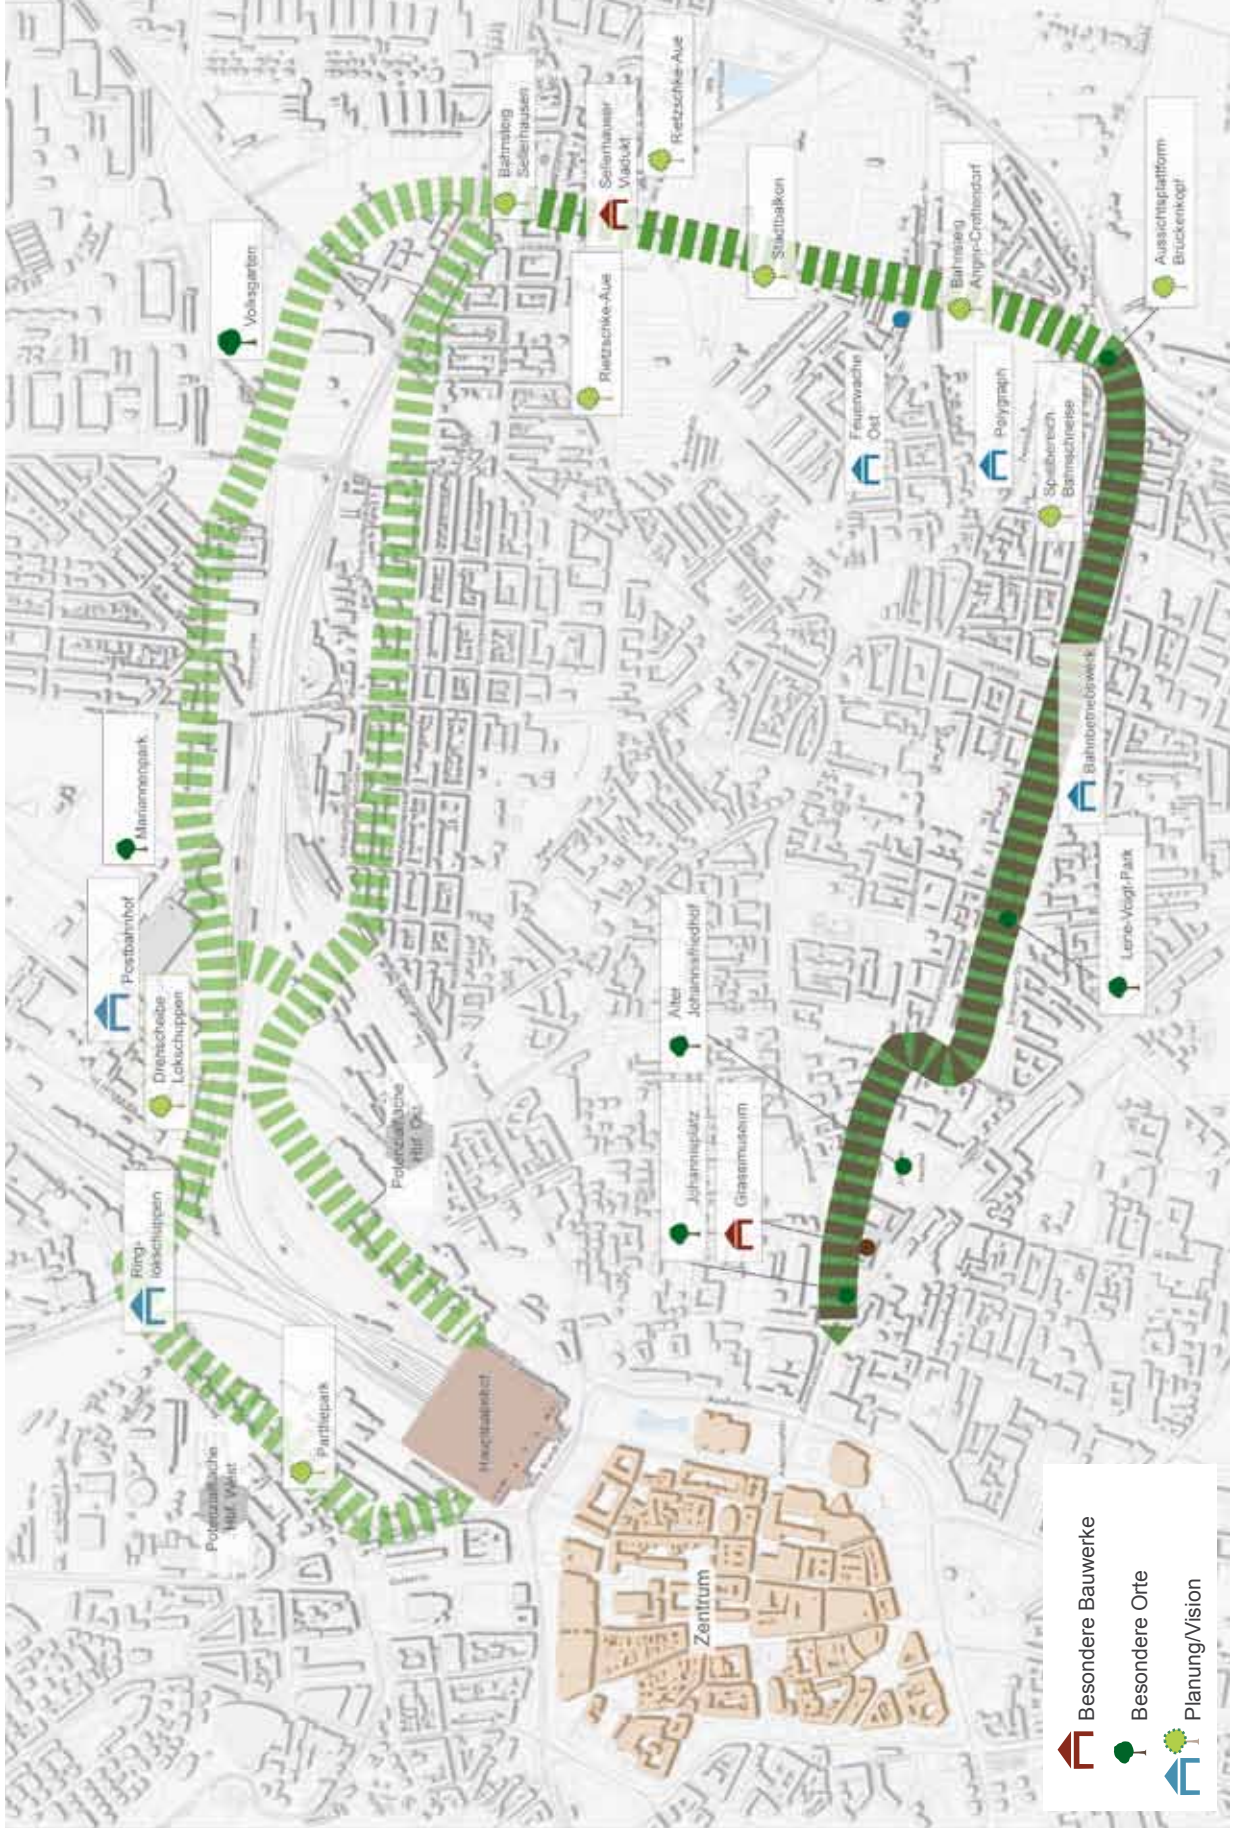 Ring-
lokschuppen
Drehscheibe
Lokschuppen
Postbahnhof
Mariannenpark
Volksgarten
Potenzialfläche
Hbf. West
Parthepark
Hauptbahnhof
Potenzialfläche
Hbf. Ost
Bahnsteig
Sellerhausen
Sellerhäuser
Viadukt
Rietzschke-Aue
Rietzschke-Aue
Stadtbalkon
Feuerwache
Ost
Bahnsteig
Anger-Crottendorf
Polygraph
Spielbereich
Bahnschneise
Aussichtsplattform
Brückenkopf
Bahnbetriebswerk
Lene-Voigt-Park
Alter
Johannisfriedhof
Johannisplatz
Grassimuseum
Zentrum
Besondere Bauwerke
Besondere Orte
Planung/Vision